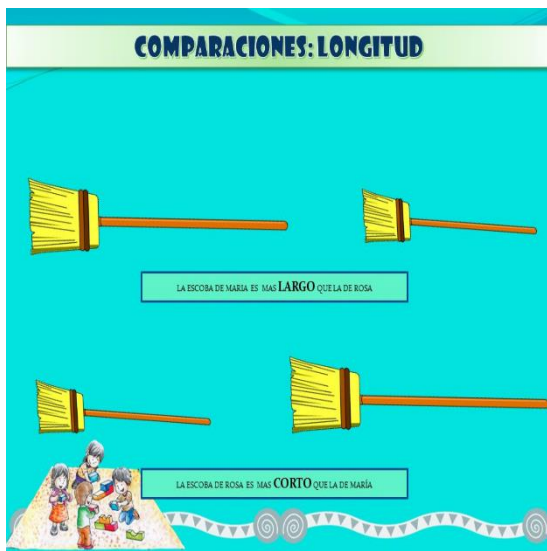 COMPARACIONES: LONGITUD
LA ESCOBA DE MARIA ES MAS LARGO QUE LA DE ROSA
LA ESCOBA DE ROSA ES MAS CORTO QUE LA DE MARÍA